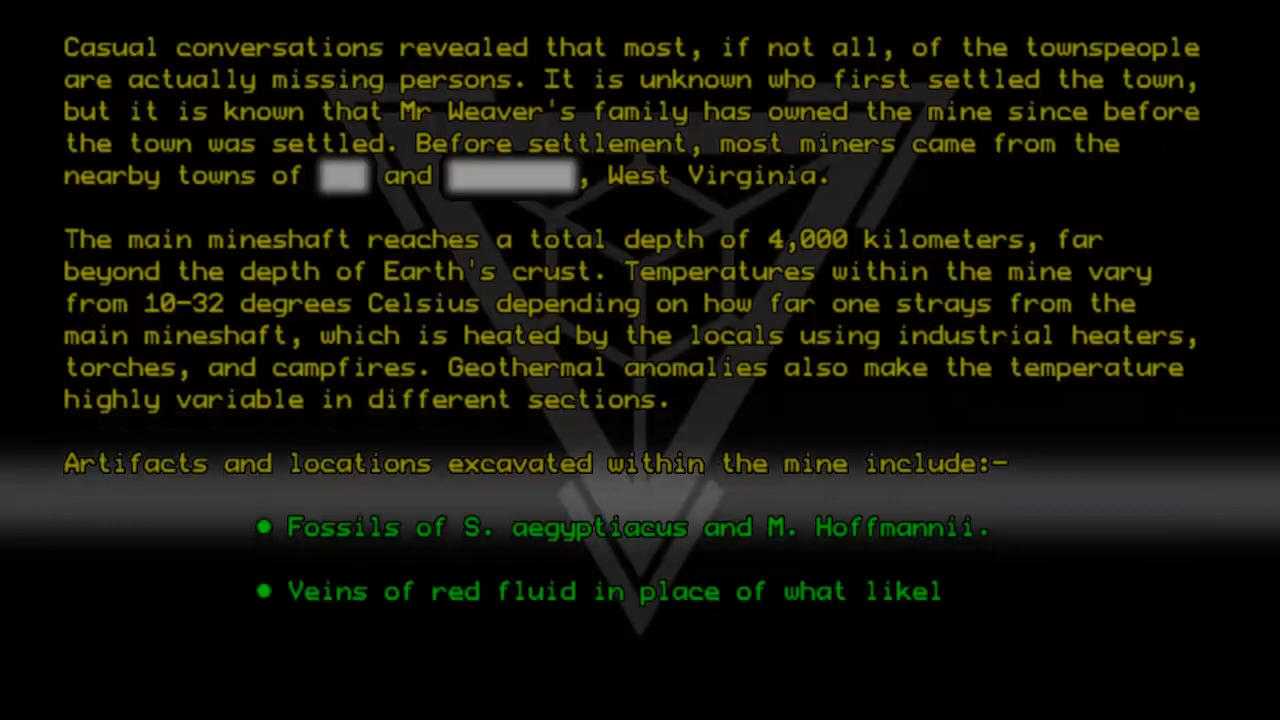 Casual conversations revealed that most, if not all, of the townspeople
are actually missing persons. It is unknown who first settled the town,
but it is known that Mr Weaver's family has owned the mine since before
the town was settled. Before settlement, most miners came from the
nearby towns of and , West Virginia.
The main mineshaft reaches a total depth of 4,000 kilometers, far
beyond the depth of Earth's crust. Temperatures within the mine vary
from 10-32 degrees Celsius depending on how far one strays from the
main mineshaft, which is heated by the locals using industrial heaters,
torches, and campfires. Geothermal anomalies also make the temperature
highly variable in different sections.
Artifacts and locations excavated within the mine include:-
• Fossils of S. aegyptiacus and M. Hoffmannii.
• Veins of red fluid in place of what likel